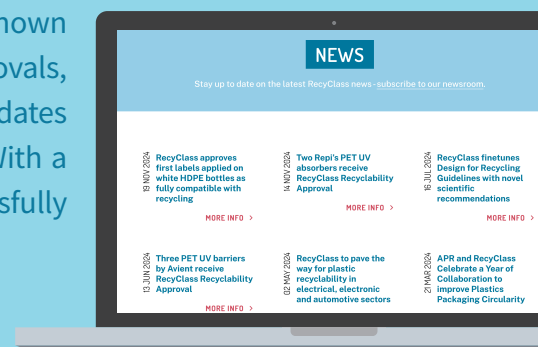 nown
ovals,
dates
With a
sfully
NEWS
Stay up to date on the latest RecyClass news - subscribe to our newsroom.
19 NOV 2024
RecyClass approves
first labels applied on
white HDPE bottles as
fully compatible with
recycling
MORE INFO >
14 NOV 2024
Two Repi's PET UV
absorbers receive
RecyClass Recyclability
Approval
MORE INFO >
16 JUL 2024
RecyClass finetunes
Design for Recycling
Guidelines with novel
scientific
recommendations
MORE INFO >
13 JUN 2024
Three PET UV barriers
by Avient receive
RecyClass Recyclability
Approval
MORE INFO >
02 MAY 2024
RecyClass to pave the
way for plastic
recyclability in
electrical, electronic
and automotive sectors
21 MAR 2024
APR and RecyClass
Celebrate a Year of
Collaboration to
improve Plastics
Packaging Circularity